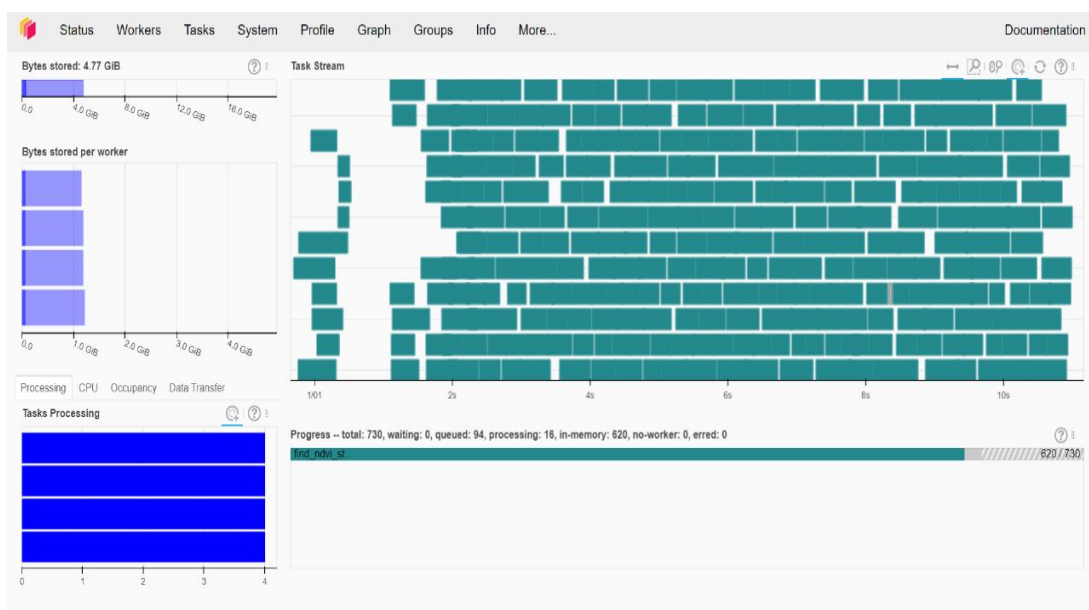 Status Workers Tasks System Profile Graph Groups Info More... Documentation
Bytes stored: 4.77 GiB
0.0 4.0 GiB 8.0 GiB 12.0 GiB 16.0 GiB
Bytes stored per worker
0.0 1.0 GiB 2.0 GiB 3.0 GiB 4.0 GiB
Processing CPU Occupancy Data Transfer
Tasks Processing
0 1 2 3 4
Task Stream
1/01 2s 4s 6s 8s 10s
Progress -- total: 730, waiting: 0, queued: 94, processing: 16, in-memory: 620, no-worker: 0, erred: 0
find_ndvi_st... 620 / 730